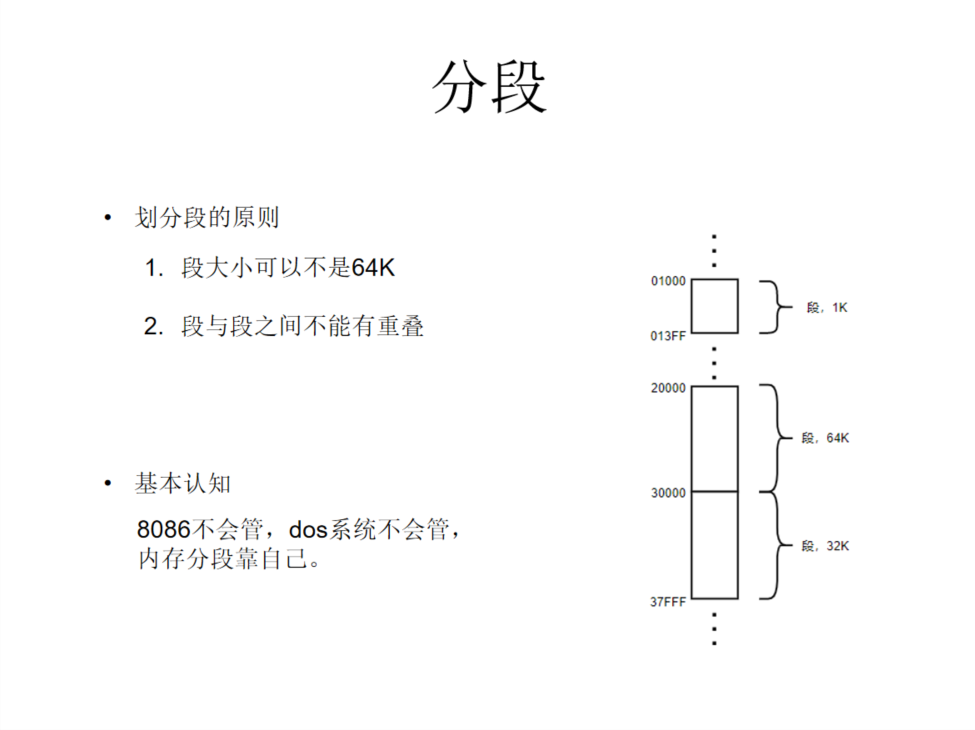 分段
• 划分段的原则
1. 段大小可以不是64K
2. 段与段之间不能有重叠
• 基本认知
8086不会管，dos系统不会管，
内存分段靠自己。
01000
段，1K
013FF
20000
段，64K
30000
段，32K
37FFF